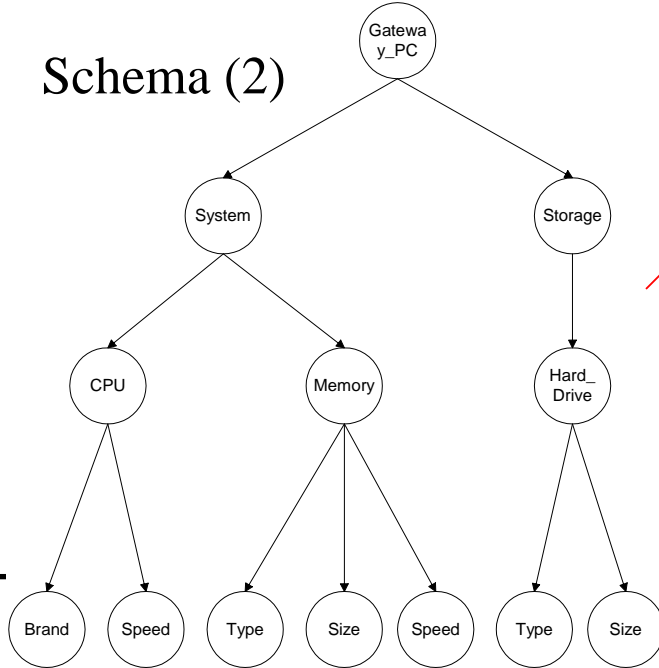 Gatewa
y_PC
Schema (2)
System
Storage
CPU
Memory
Hard_
Drive
Brand
Speed
Type
Size
Speed
Type
Size